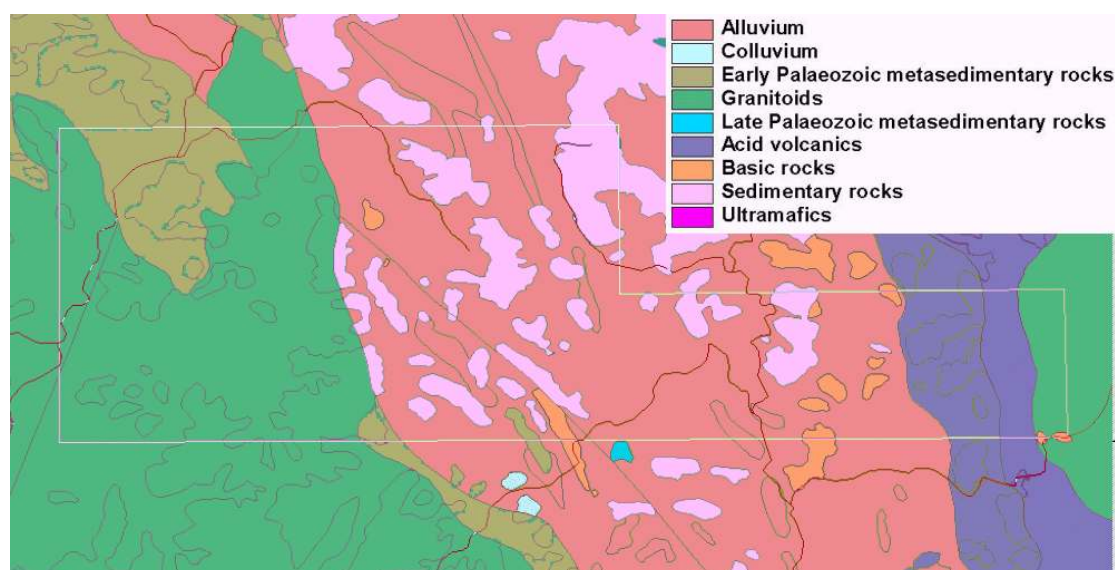 Alluvium
Colluvium
Early Palaeozoic metasedimentary rocks
Granitoids
Late Palaeozoic metasedimentary rocks
Acid volcanics
Basic rocks
Sedimentary rocks
Ultramafics